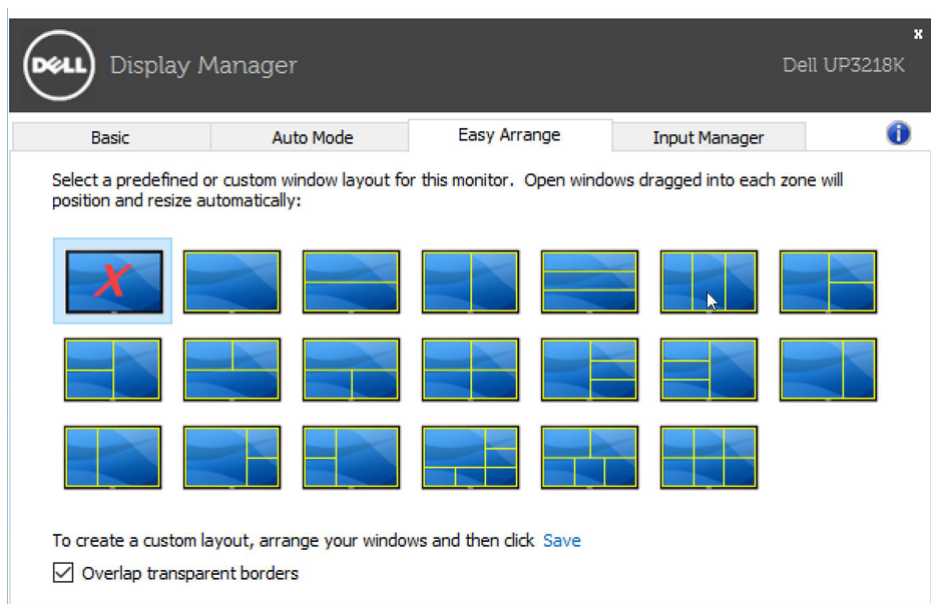 DELL
Display Manager
Dell UP3218K
x
Basic
Auto Mode
Easy Arrange
Input Manager
i
Select a predefined or custom window layout for this monitor. Open windows dragged into each zone will
position and resize automatically:
X
To create a custom layout, arrange your windows and then click Save
Overlap transparent borders